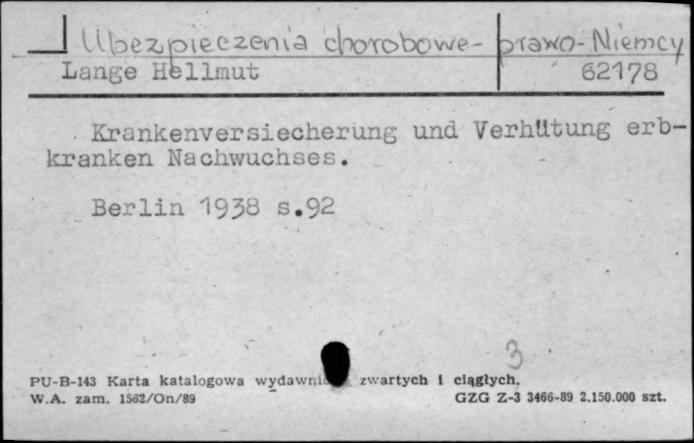 Ubezpieczenia chorobowe - prawo - Niemcy
Lange Hellmut 62178
Krankenversiecherung und Verhütung erb-
kranken Nachwuchses.
Berlin 1938 s.92
3
PU-B-143 Karta katalogowa zwartych i ciągłych.
W.A. zam. 1562/On/89 GZG Z-3 3466-89 2.150.000 szt.